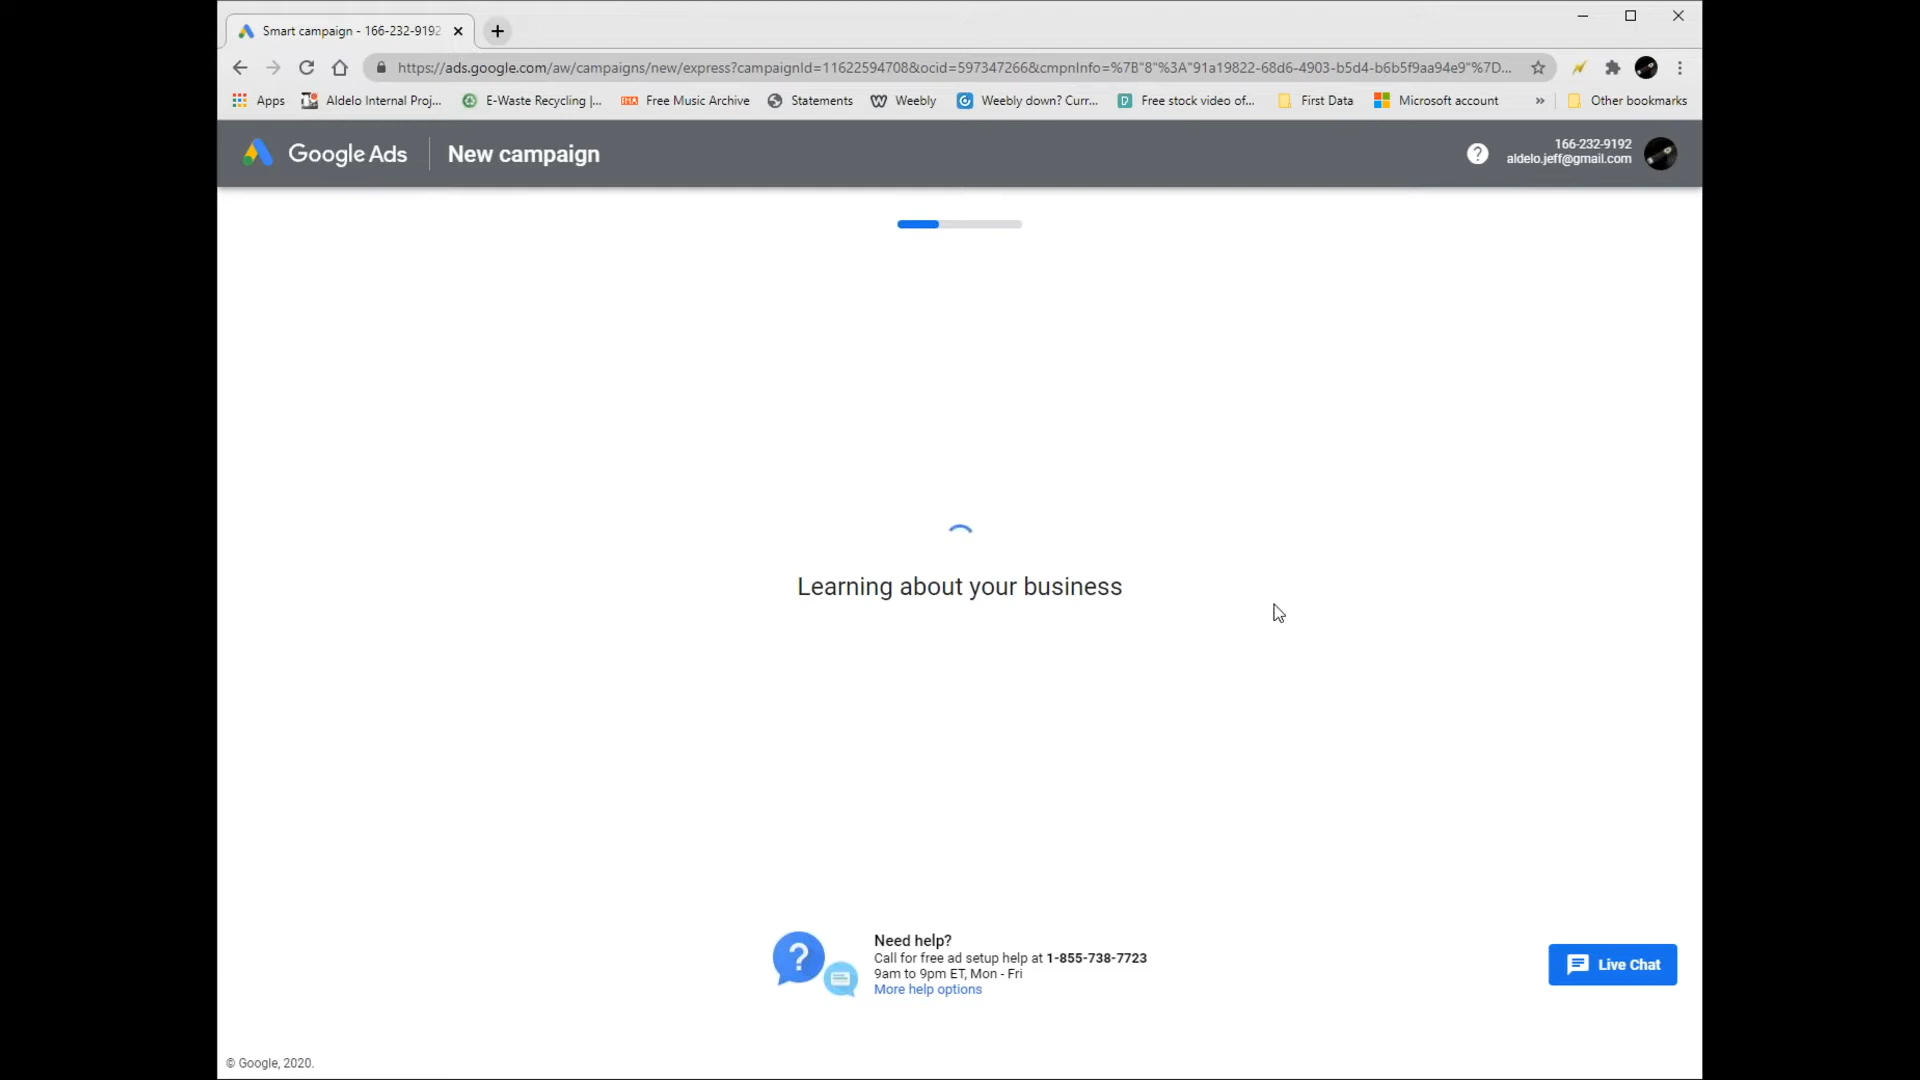 Smart campaign - 166-232-9192
https://ads.google.com/aw/campaigns/new/express?campaignId=11622594708&ocid=597347266&cmpnInfo=%7B"8"%3A"91a19822-68d6-4903-b5d4-b6b5f9aa94e9"%7D...
Apps Aldelo Internal Proj... E-Waste Recycling |... Free Music Archive Statements Weebly Weebly down? Curr... Free stock video of... First Data Microsoft account » Other bookmarks
Google Ads New campaign
166-232-9192
aldelo.jeff@gmail.com
Learning about your business
Need help?
Call for free ad setup help at 1-855-738-7723
9am to 9pm ET, Mon - Fri
More help options
Live Chat
© Google, 2020.